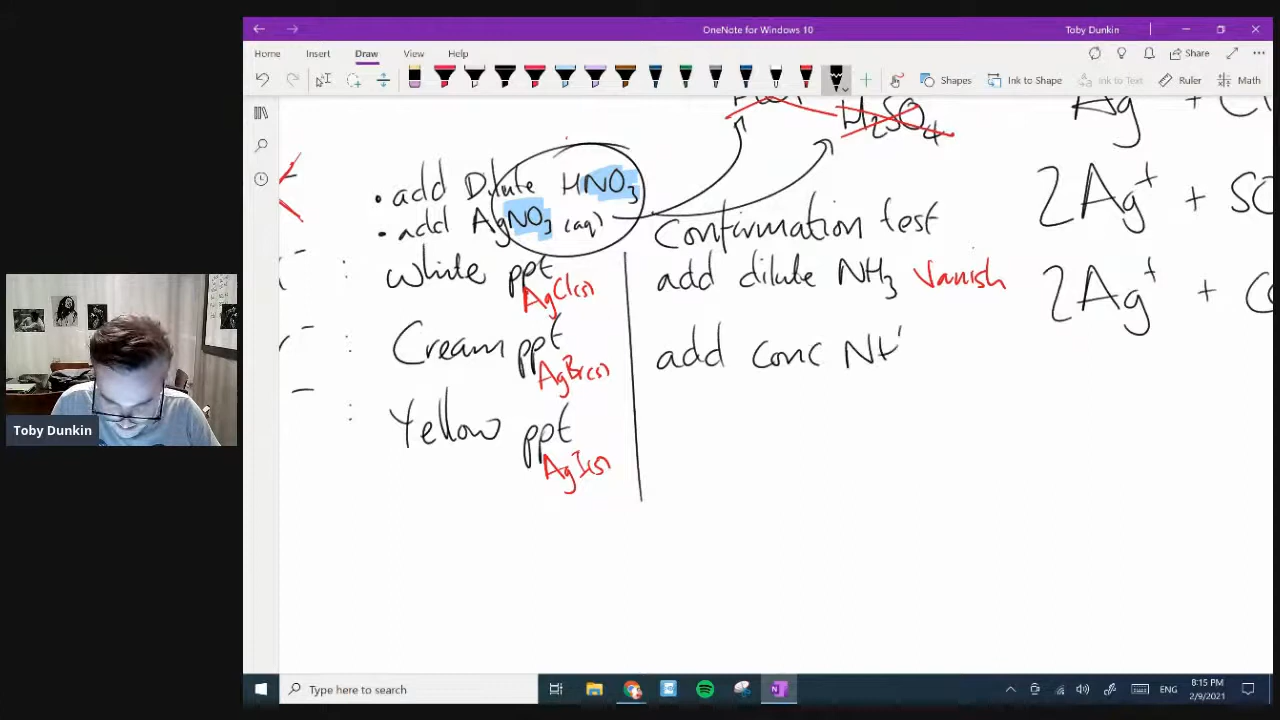 OneNote for Windows 10
Toby Dunkin
Home Insert Draw View Help
Share
Shapes Ink to Shape Ink to Text Ruler Math
H₂SO₄
Ag + Cl
• add Dilute HNO₃
• add AgNO₃ (aq)
2Ag⁺ + SO
Confirmation test
: White ppt
AgCl(s)
add dilute NH₃ Vanish
2Ag⁺ + C
: Cream ppt
AgBr(s)
add conc NH
: Yellow ppt
AgI(s)
Toby Dunkin
Type here to search
ENG
8:15 PM
2/9/2021